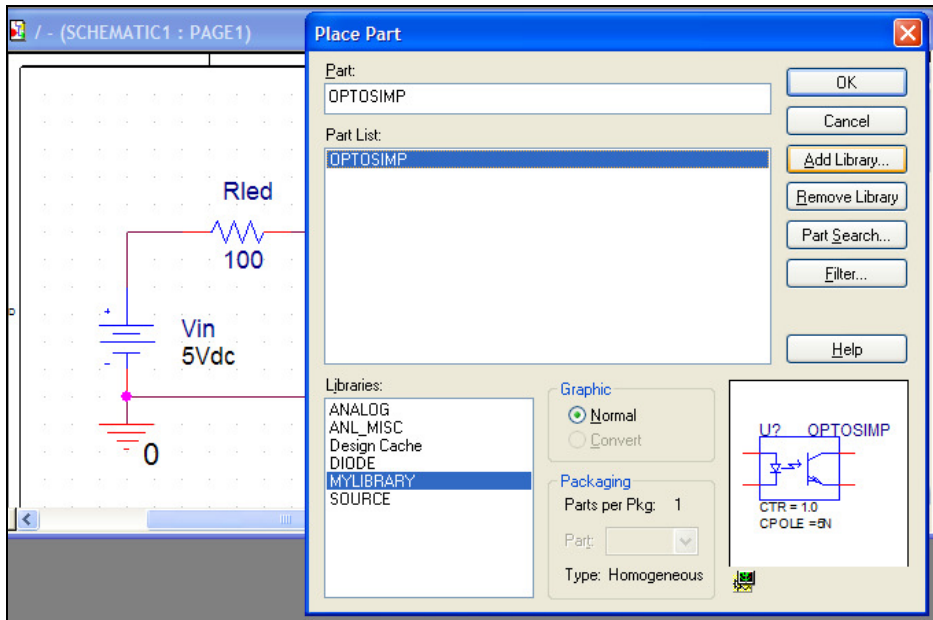 / - (SCHEMATIC1 : PAGE1)
Rled
100
+
Vin
5Vdc
-
0
Place Part
Part:
OPTOSIMP
Part List:
OPTOSIMP
OK
Cancel
Add Library...
Remove Library
Part Search...
Filter...
Help
Libraries:
ANALOG
ANL_MISC
Design Cache
DIODE
MYLIBRARY
SOURCE
Graphic
Normal
Convert
Packaging
Parts per Pkg: 1
Part:
Type: Homogeneous
U? OPTOSIMP
CTR = 1.0
CPOLE =5N